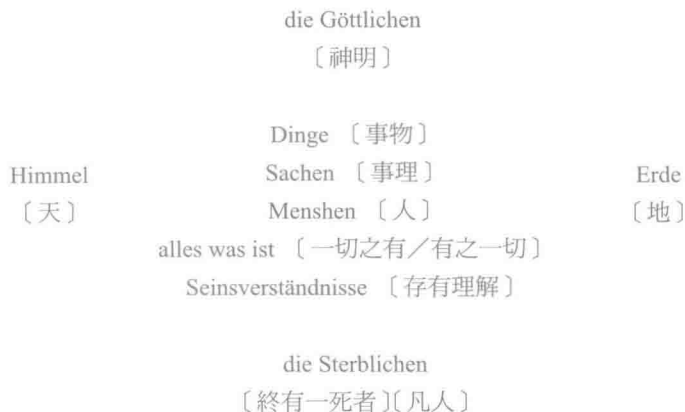 die Göttlichen
〔神明〕
Dinge 〔事物〕
Himmel Sachen 〔事理〕 Erde
〔天〕 Menshen 〔人〕 〔地〕
alles was ist 〔一切之有／有之一切〕
Seinsverständnisse 〔存有理解〕
die Sterblichen
〔終有一死者〕〔凡人〕